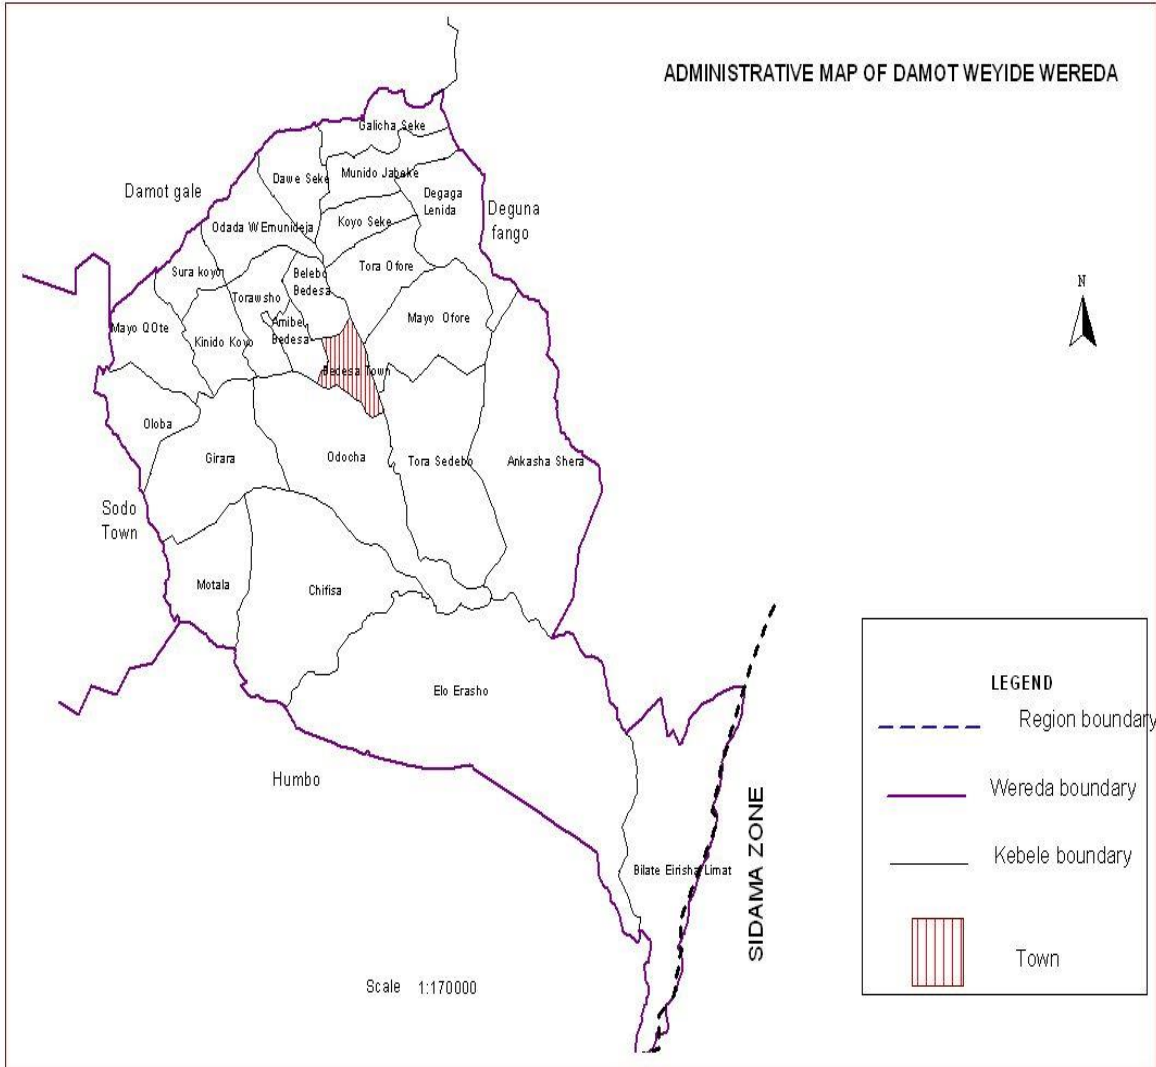 ADMINISTRATIVE MAP OF DAMOT WEYIDE WEREDA
Galicha Seke
Dawe Seke
Munido Jabeke
Damot gale
Degaga
Lenida
Deguna
fango
Odada W Emunideja
Koyo Seke
Sura koyo
Belebo
Bedesa
Tora Ofore
Torawsho
N
Mayo QOte
Kinido Koyo
Amibe
Bedesa
Mayo Ofore
Bedesa Town
Oloba
Girara
Odocha
Tora Sedebo
Ankasha Shera
Sodo
Town
Motala
Chifisa
Elo Erasho
Humbo
Bilate Eirisha Limat
SIDAMA ZONE
Scale 1:170000
LEGEND
Region boundary
Wereda boundary
Kebele boundary
Town